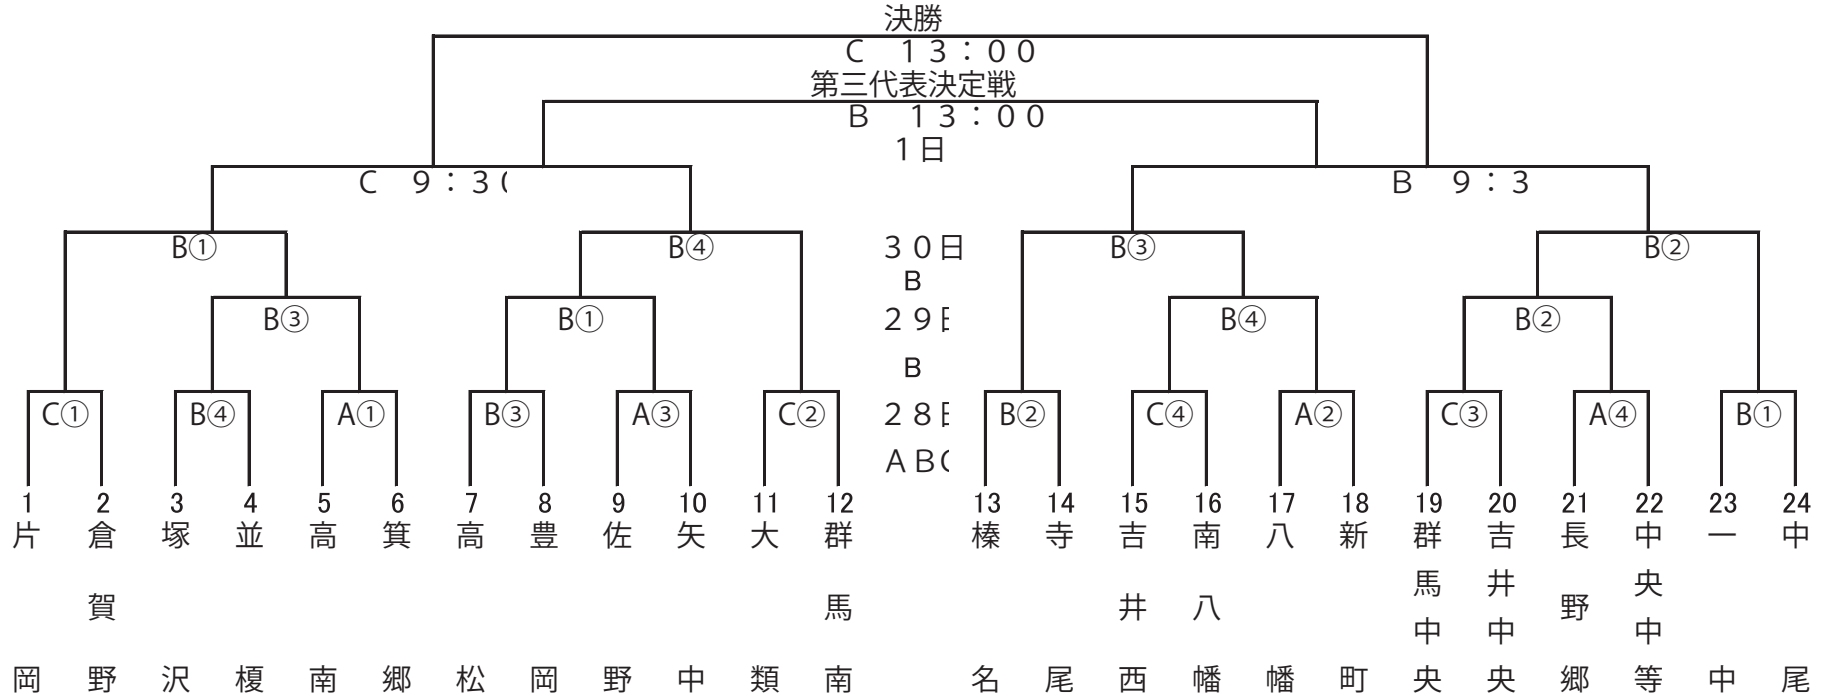 決勝
C　13：00
第三代表決定戦
B　13：00
1日
C　9：3
B　9：3
B①
B④
30日
B③
B②
B
B③
B①
29
B④
B②
B
C①
B④
A①
B③
A③
C②
28
B②
C④
A②
C③
A④
B①
AB
1 2 3 4 5 6 7 8 9 10 11 12 13 14 15 16 17 18 19 20 21 22 23 24
片岡
倉賀野
塚沢
並榎
高南
箕郷
高松
豊岡
佐野
矢中
大類
群馬南
榛名
寺尾
吉井西
南八幡
八幡
新町
群馬中央
吉井中央
長野郷
中央中等
一中
中尾